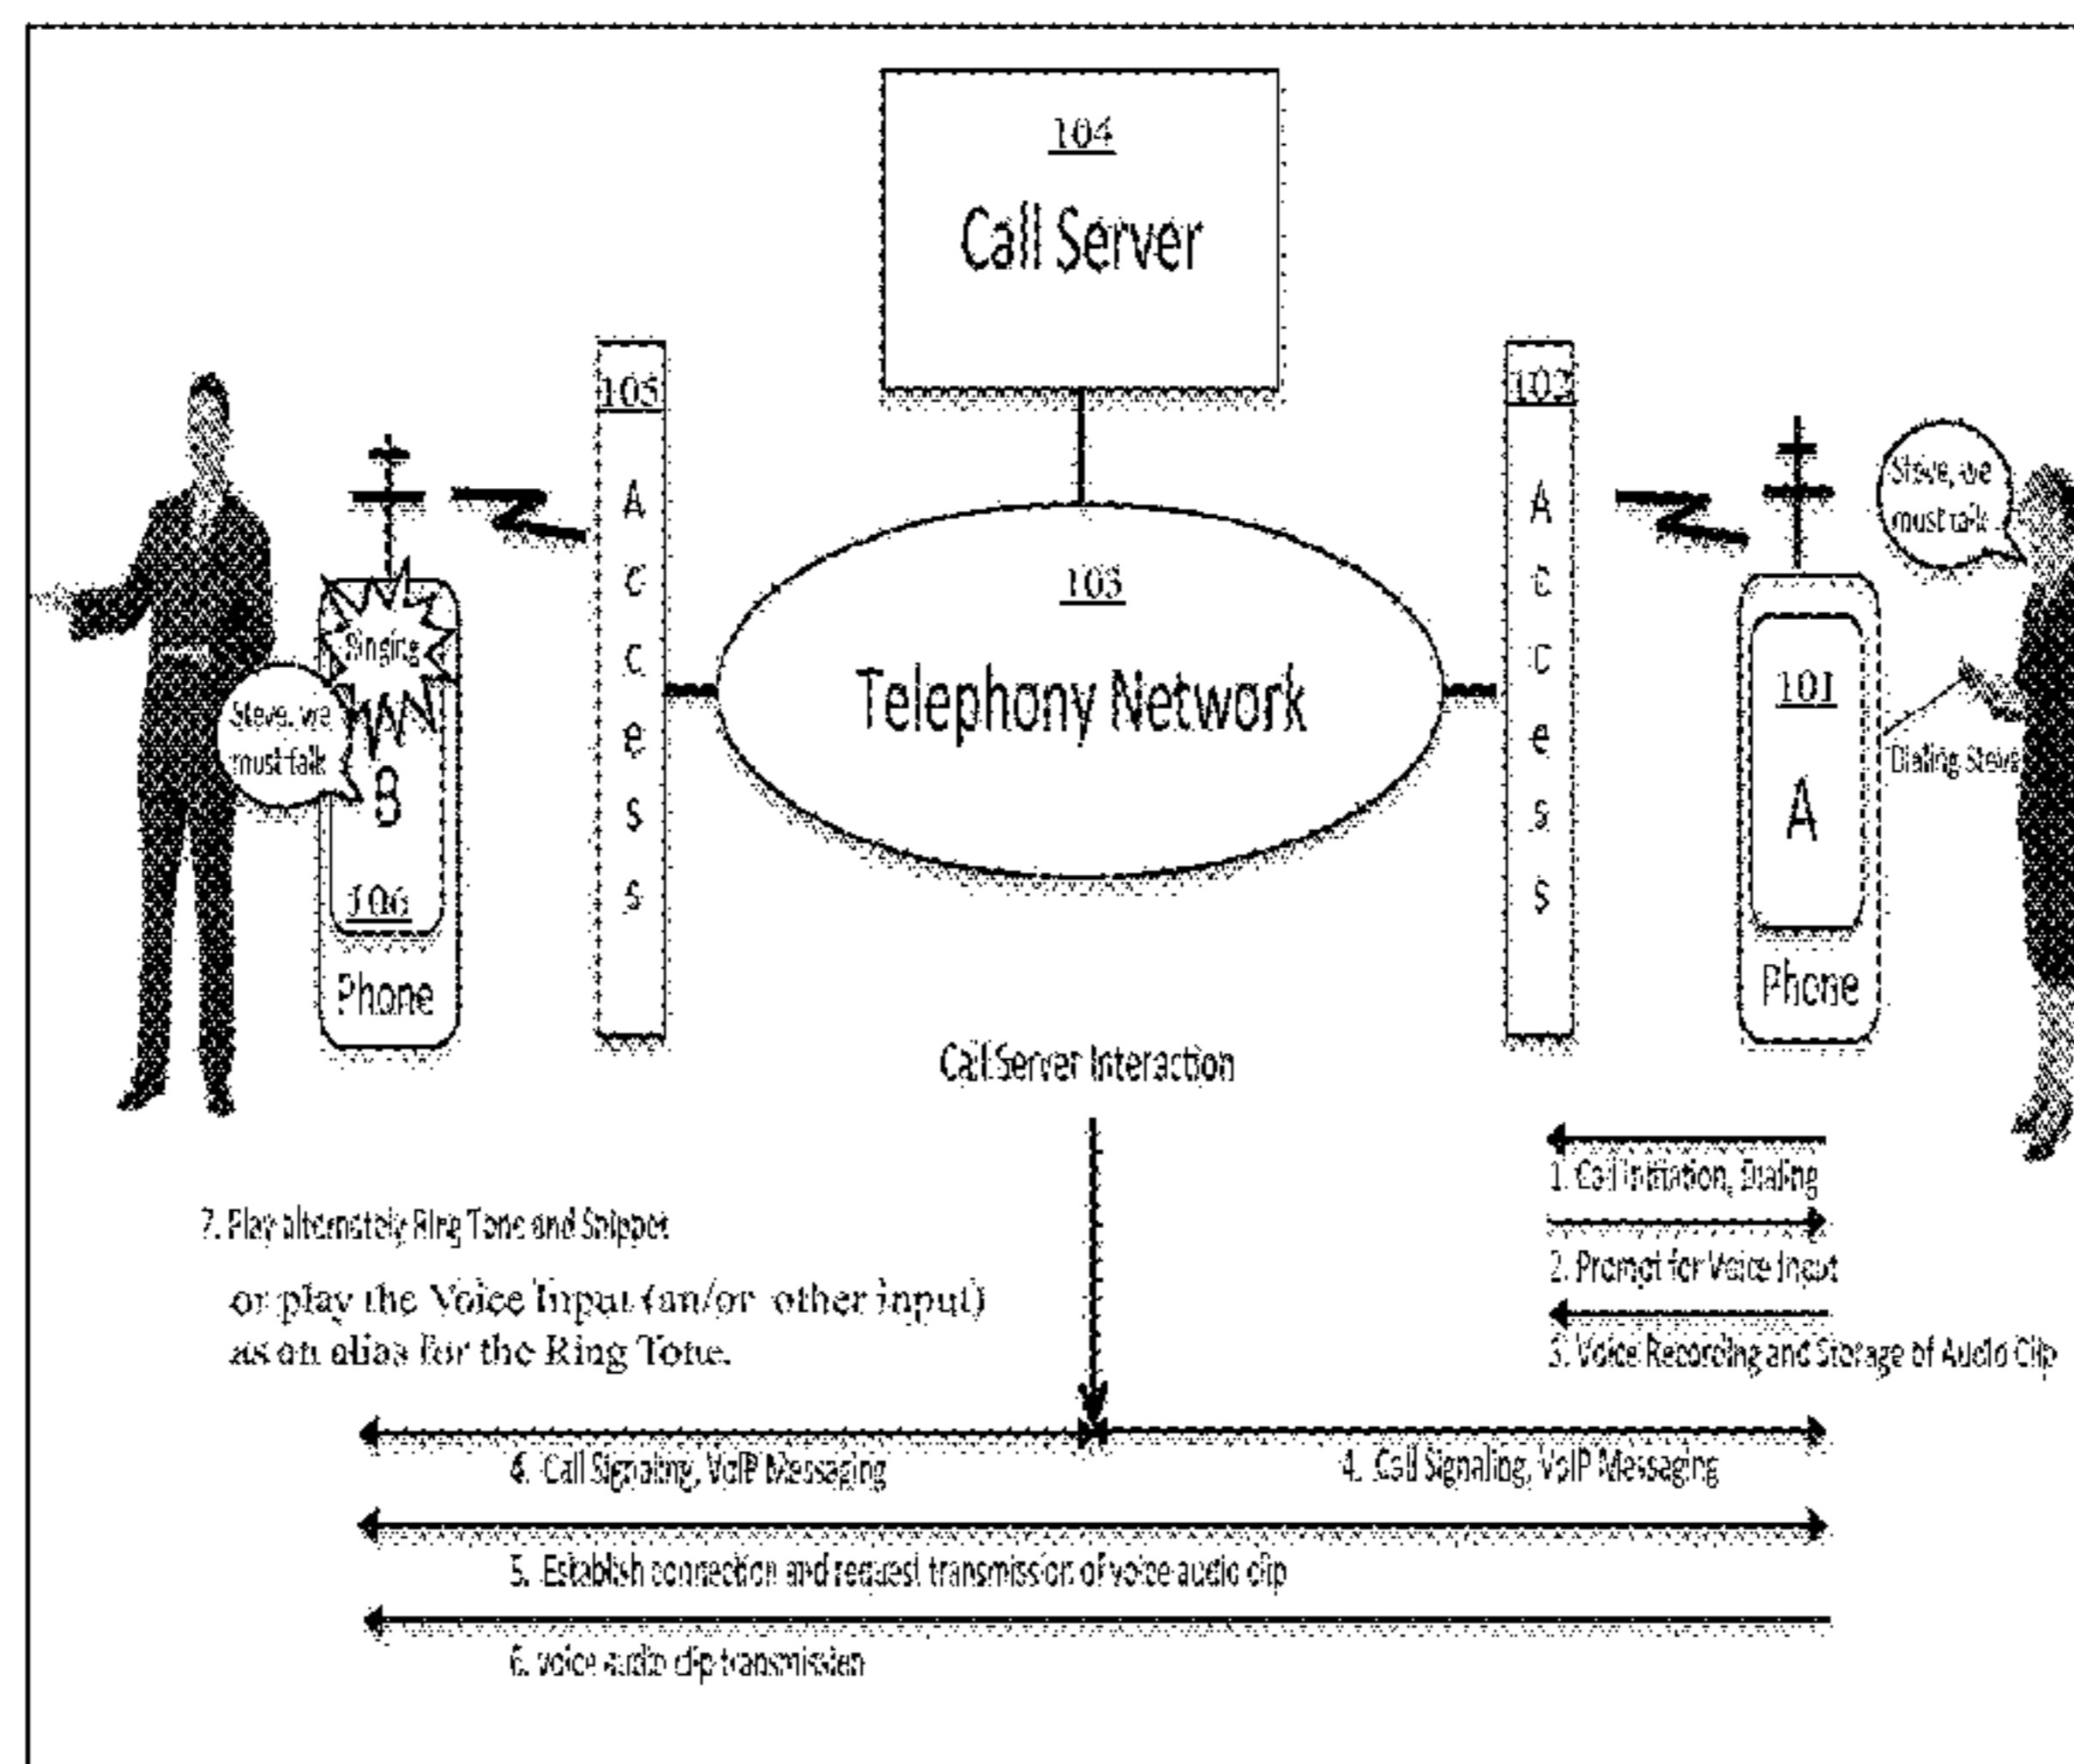 104
Call Server
105
Access
102
Access
103
Telephony Network
Steve, we
must talk
Ringing
Steve, we
must talk
B
106
Phone
101
A
Phone
Dialing Steve
Call Server Interaction
1. Call Initiation, Dialing
2. Prompt for Voice Input
3. Voice Recording and Storage of Audio Clip
7. Play alternately Ring Tone and Snippet
or play the Voice Input (an/or other input)
as an alias for the Ring Tone.
4. Call Signaling, VoIP Messaging
4. Call Signaling, VoIP Messaging
5. Establish connection and request transmission of voice audio clip
6. voice audio clip transmission